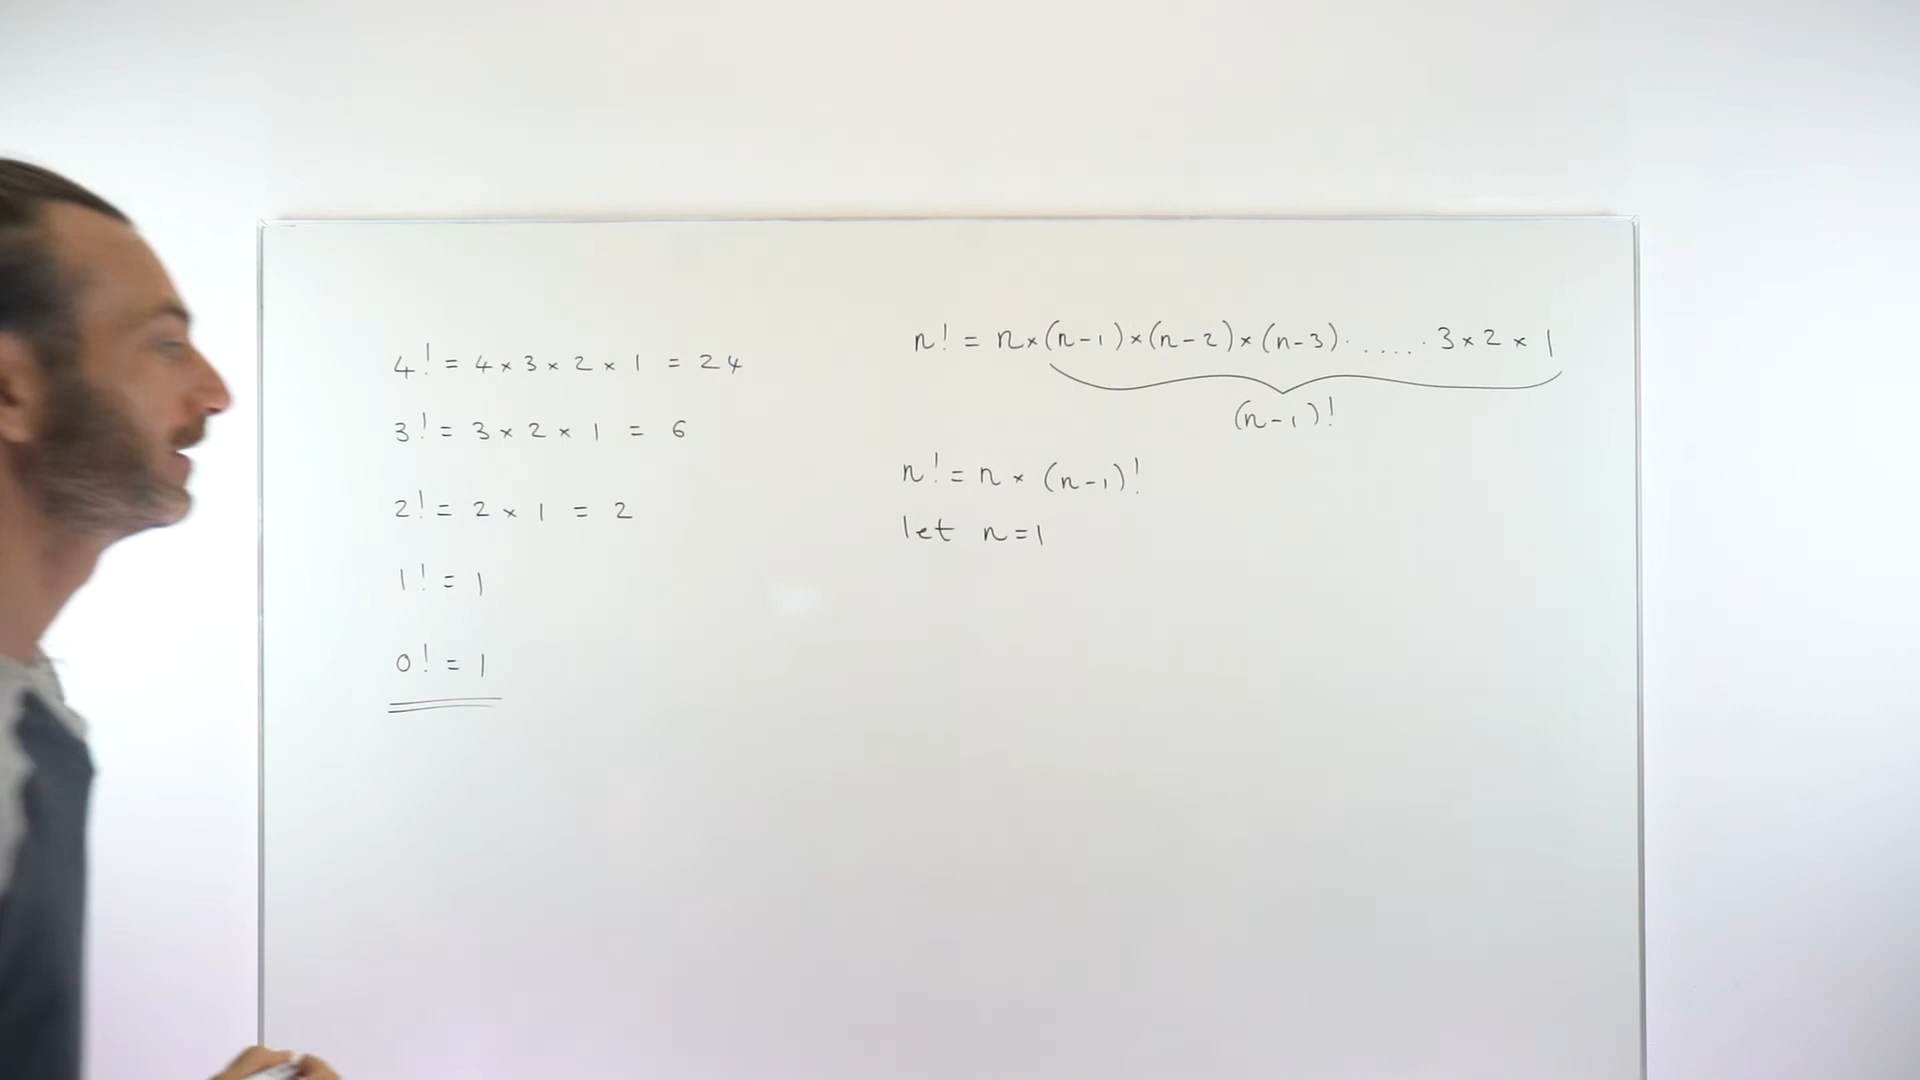 4! = 4 × 3 × 2 × 1 = 24
3! = 3 × 2 × 1 = 6
2! = 2 × 1 = 2
1! = 1
0! = 1
n! = n×(n-1)×(n-2)×(n-3)· . . . . · 3 × 2 × 1
(n-1)!
n! = n × (n-1)!
let n=1